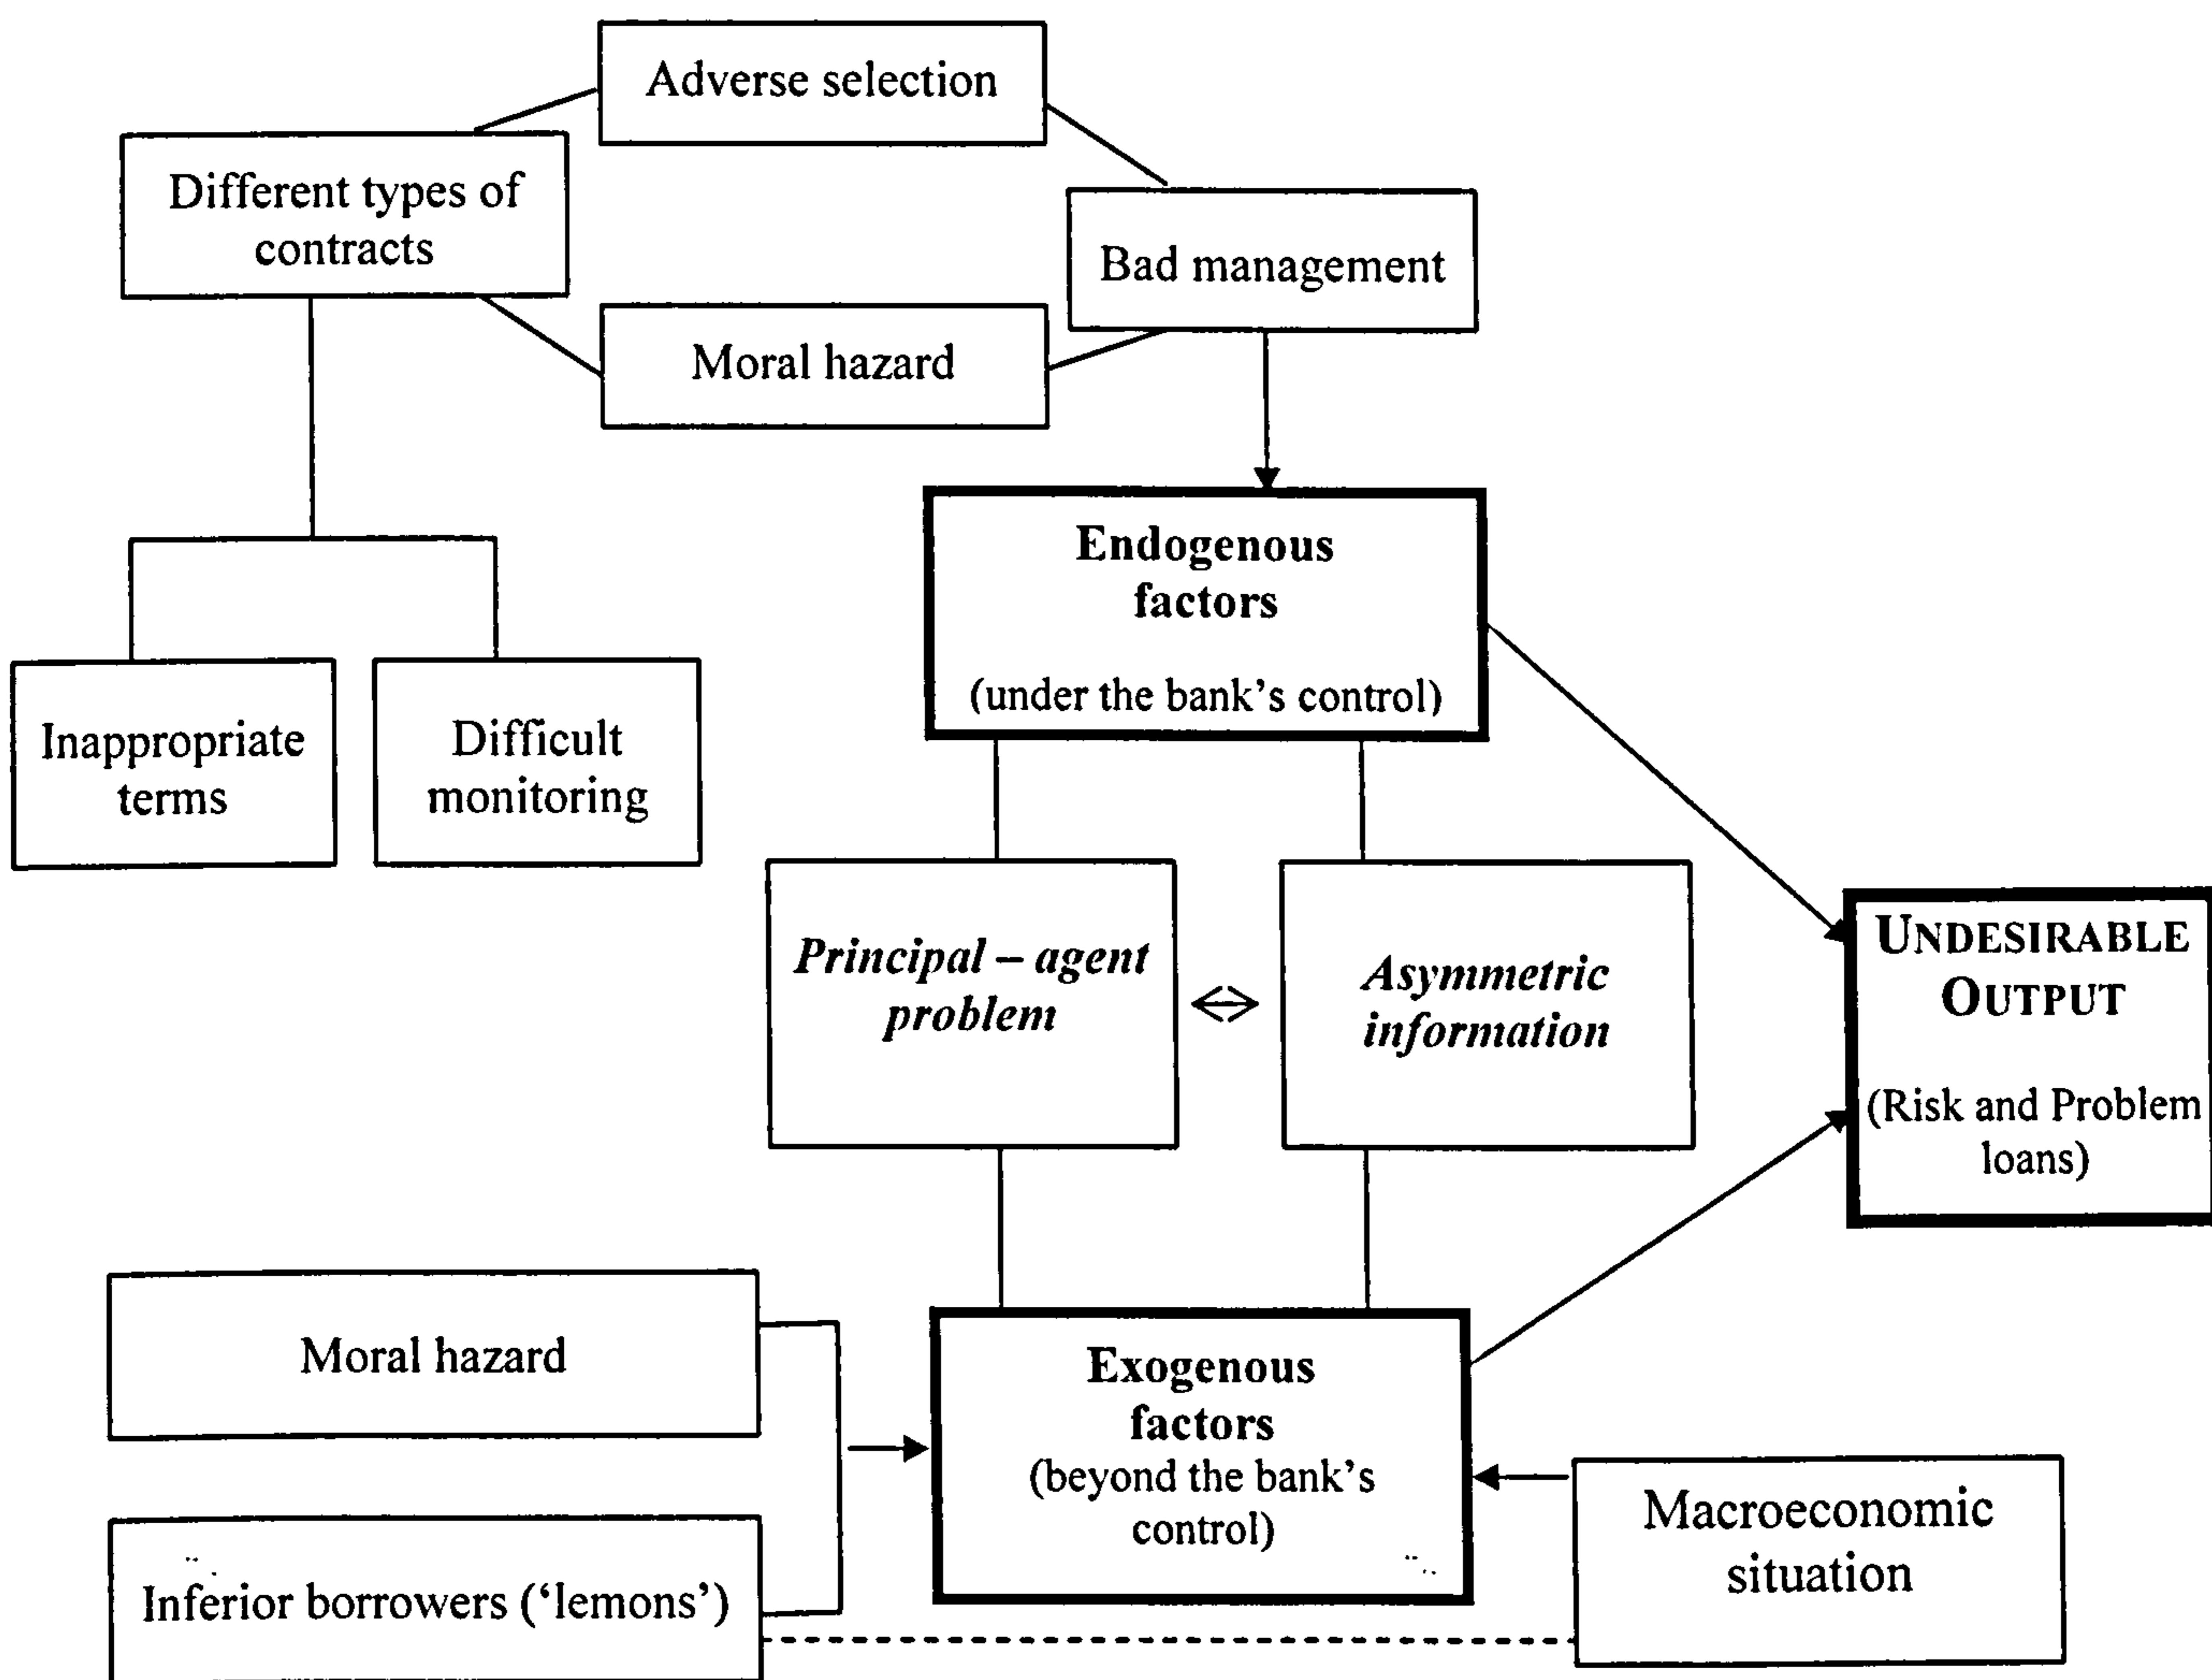 Adverse selection
Different types of
contracts
Bad management
Moral hazard
Endogenous
factors
(under the bank’s control)
Inappropriate
terms
Difficult
monitoring
Principal – agent
problem
Asymmetric
information
UNDESIRABLE
OUTPUT
(Risk and Problem
loans)
Moral hazard
Exogenous
factors
(beyond the bank’s
control)
Macroeconomic
situation
Inferior borrowers (‘lemons’)